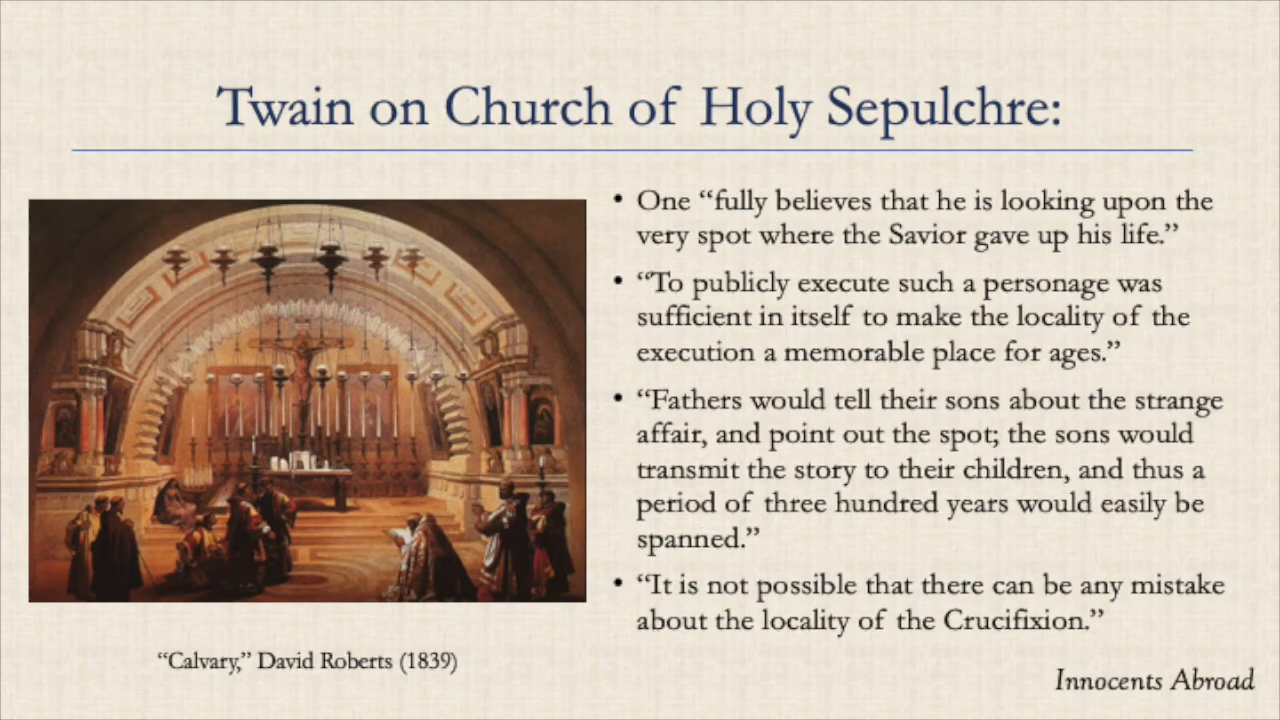 Twain on Church of Holy Sepulchre:
• One “fully believes that he is looking upon the
very spot where the Savior gave up his life.”
• “To publicly execute such a personage was
sufficient in itself to make the locality of the
execution a memorable place for ages.”
• “Fathers would tell their sons about the strange
affair, and point out the spot; the sons would
transmit the story to their children, and thus a
period of three hundred years would easily be
spanned.”
• “It is not possible that there can be any mistake
about the locality of the Crucifixion.”
“Calvary,” David Roberts (1839)
Innocents Abroad